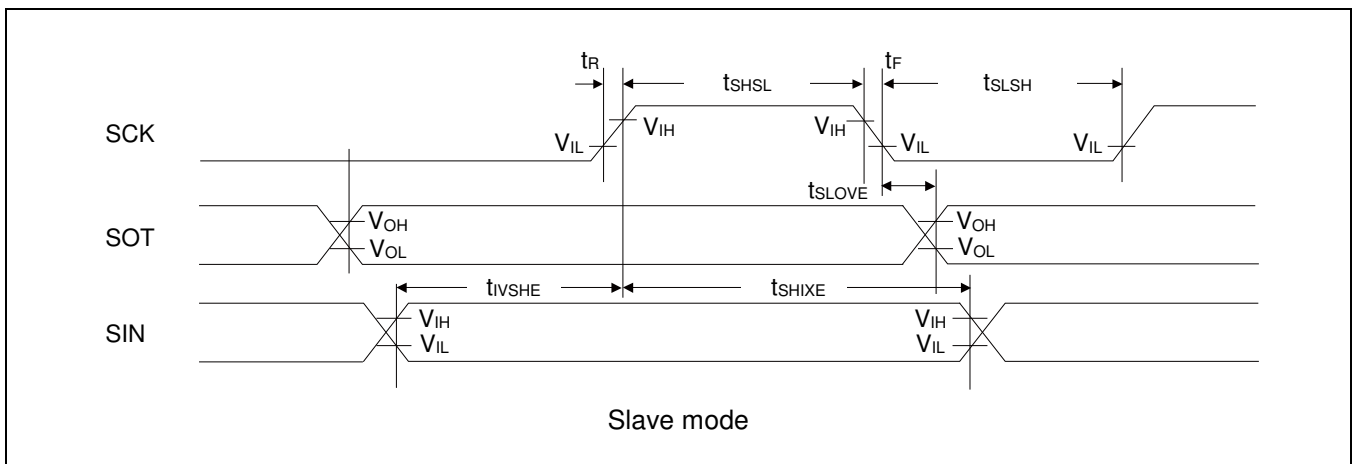 tR tF
tSHSL tSLSH
SCK VIL VIH VIH VIL VIL
tSLOVE
SOT VOH VOL VOH VOL
tIVSHE tSHIXE
SIN VIH VIL VIH VIL
Slave mode